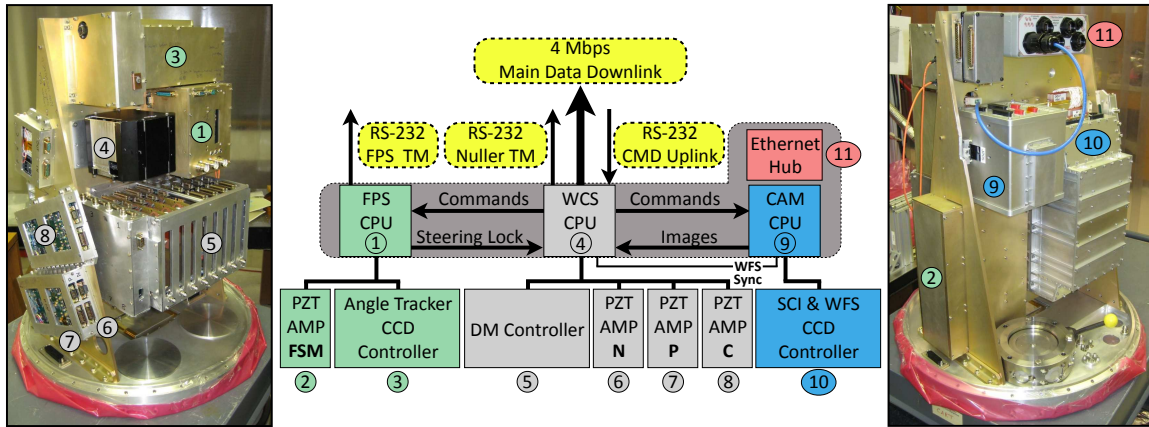 4 Mbps
Main Data Downlink
RS-232
FPS TM
RS-232
Nuller TM
RS-232
CMD Uplink
Ethernet
Hub
11
FPS
CPU
1
Commands
Steering Lock
WCS
CPU
4
Commands
Images
CAM
CPU
9
WFS
Sync
PZT
AMP
FSM
2
Angle Tracker
CCD
Controller
3
DM Controller
5
PZT
AMP
N
6
PZT
AMP
P
7
PZT
AMP
C
8
SCI & WFS
CCD
Controller
10
3
1
4
8
5
6
7
11
10
9
2